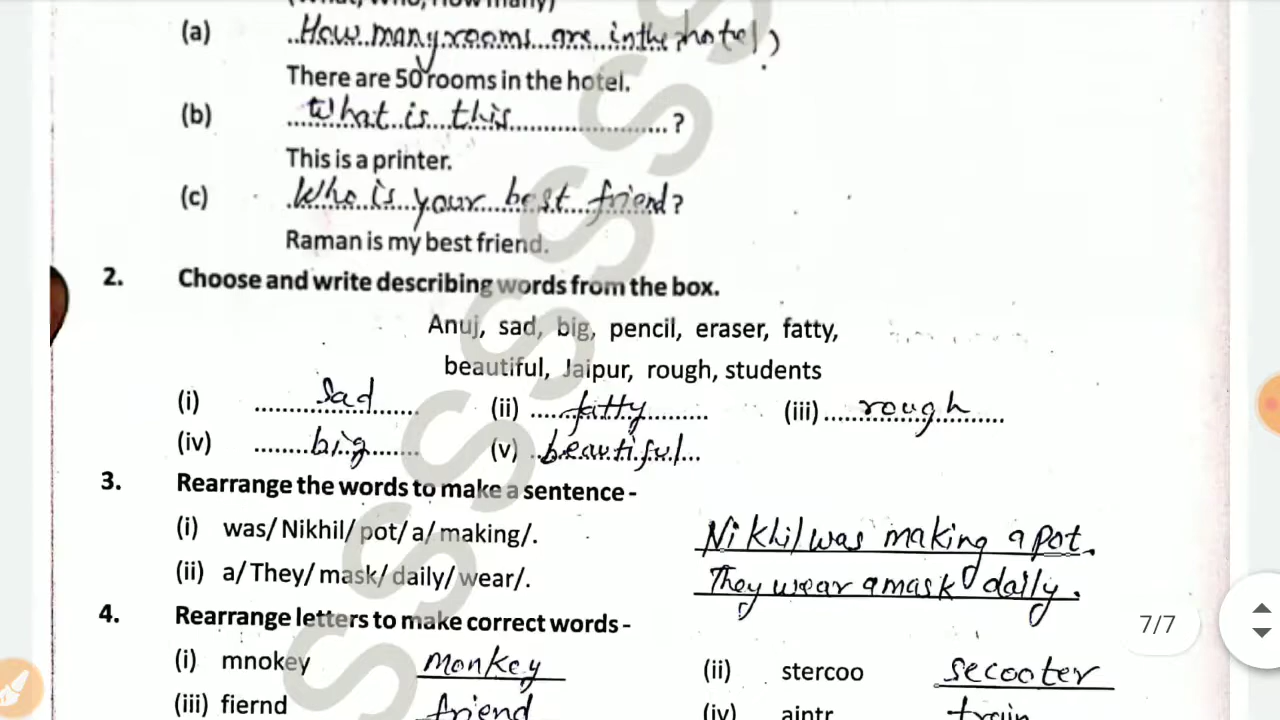 (What, Who, How many)
(a) How many rooms are in the hotel?
There are 50 rooms in the hotel.
(b) What is this ?
This is a printer.
(c) Who is your best friend?
Raman is my best friend.
2. Choose and write describing words from the box.
Anuj, sad, big, pencil, eraser, fatty,
beautiful, Jaipur, rough, students
(i) sad (ii) fatty (iii) rough
(iv) big (v) beautiful
3. Rearrange the words to make a sentence -
(i) was/ Nikhil/ pot/ a/ making/. Nikhil was making a pot.
(ii) a/ They/ mask/ daily/ wear/. They wear a mask daily.
7/7
4. Rearrange letters to make correct words -
(i) mnokey monkey (ii) stercoo secooter
(iii) fiernd friend (iv) aintr train